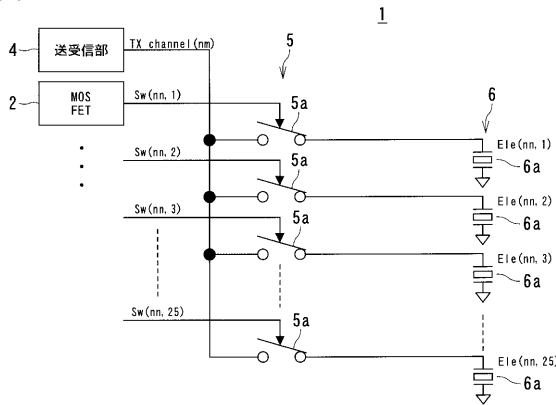 1
4
送受信部
TX channel(nm)
5
2
MOS
FET
Sw(nn, 1)
5a
6
Ele(nn, 1)
6a
Sw(nn, 2)
5a
Ele(nn, 2)
6a
Sw(nn, 3)
5a
Ele(nn, 3)
6a
Sw(nn, 25)
5a
Ele(nn, 25)
6a